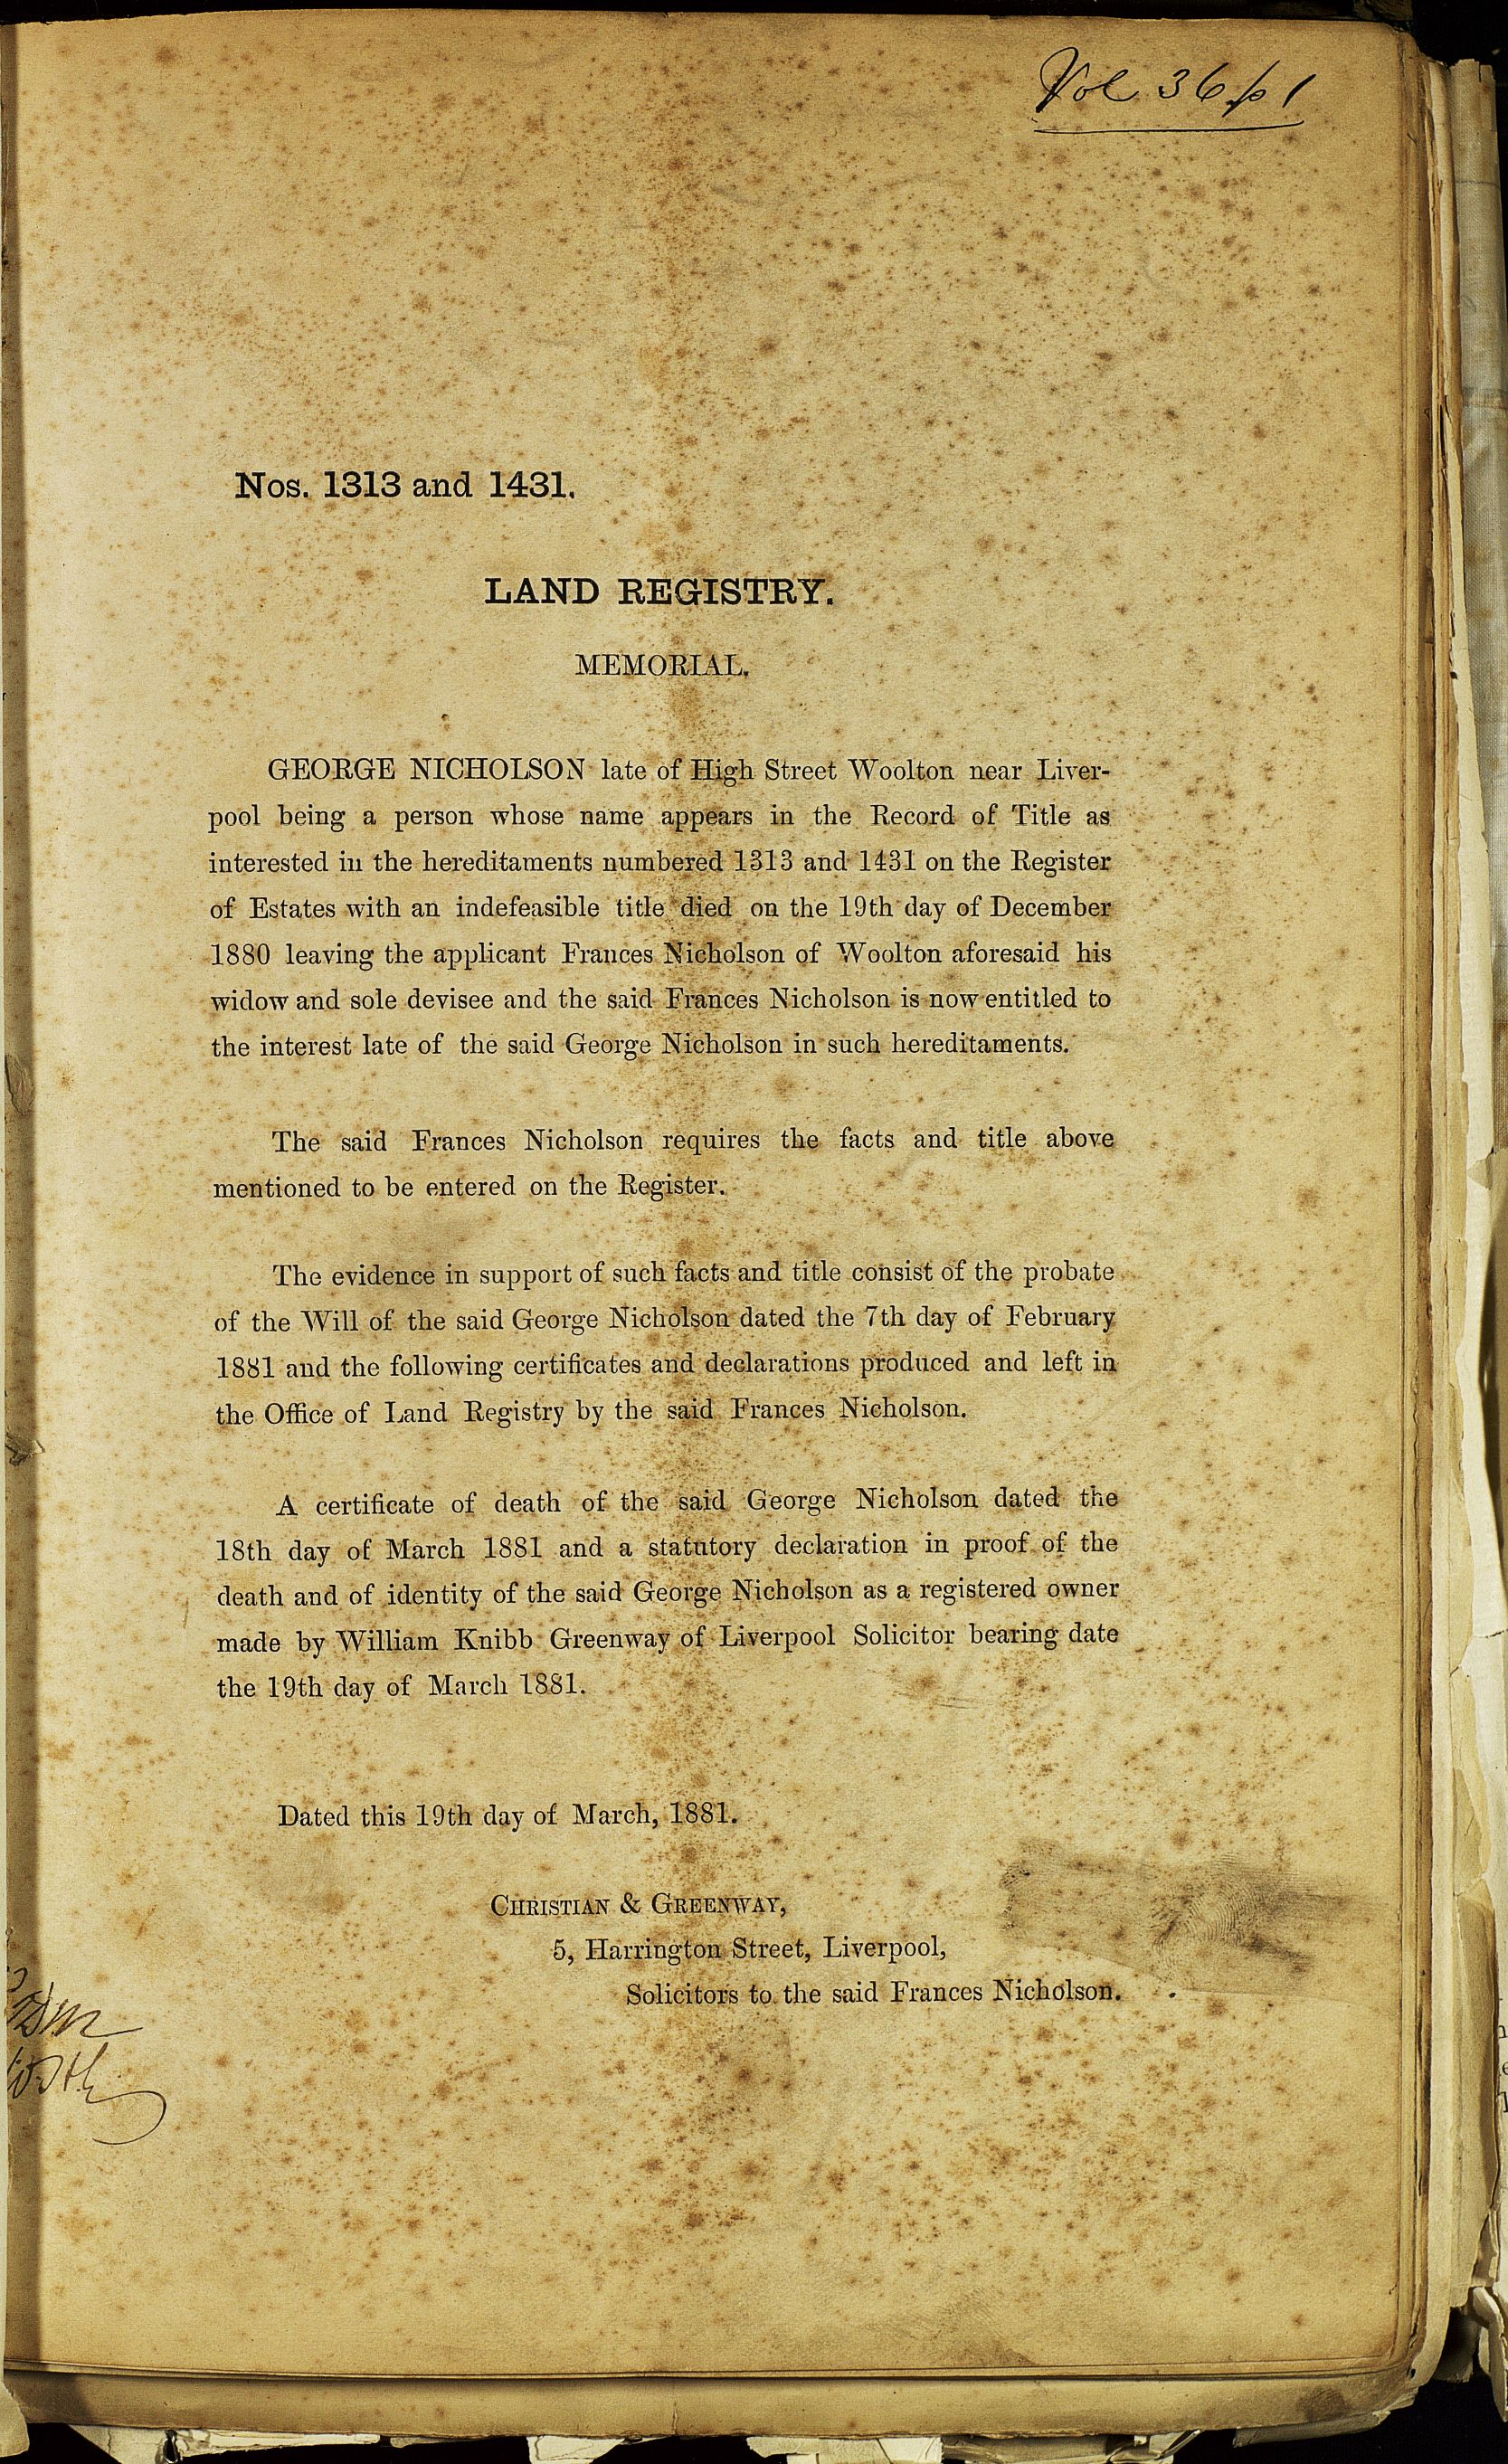 Vol 36 p 1
Nos. 1313 and 1431.
LAND REGISTRY.
MEMORIAL.
GEORGE NICHOLSON late of High Street Woolton near Liver-
pool being a person whose name appears in the Record of Title as
interested in the hereditaments numbered 1313 and 1431 on the Register
of Estates with an indefeasible title died on the 19th day of December
1880 leaving the applicant Frances Nicholson of Woolton aforesaid his
widow and sole devisee and the said Frances Nicholson is now entitled to
the interest late of the said George Nicholson in such hereditaments.
The said Frances Nicholson requires the facts and title above
mentioned to be entered on the Register.
The evidence in support of such facts and title consist of the probate
of the Will of the said George Nicholson dated the 7th day of February
1881 and the following certificates and declarations produced and left in
the Office of Land Registry by the said Frances Nicholson.
A certificate of death of the said George Nicholson dated the
18th day of March 1881 and a statutory declaration in proof of the
death and of identity of the said George Nicholson as a registered owner
made by William Knibb Greenway of Liverpool Solicitor bearing date
the 19th day of March 1881.
Dated this 19th day of March, 1881.
CHRISTIAN & GREENWAY,
5, Harrington Street, Liverpool,
Solicitors to the said Frances Nicholson.